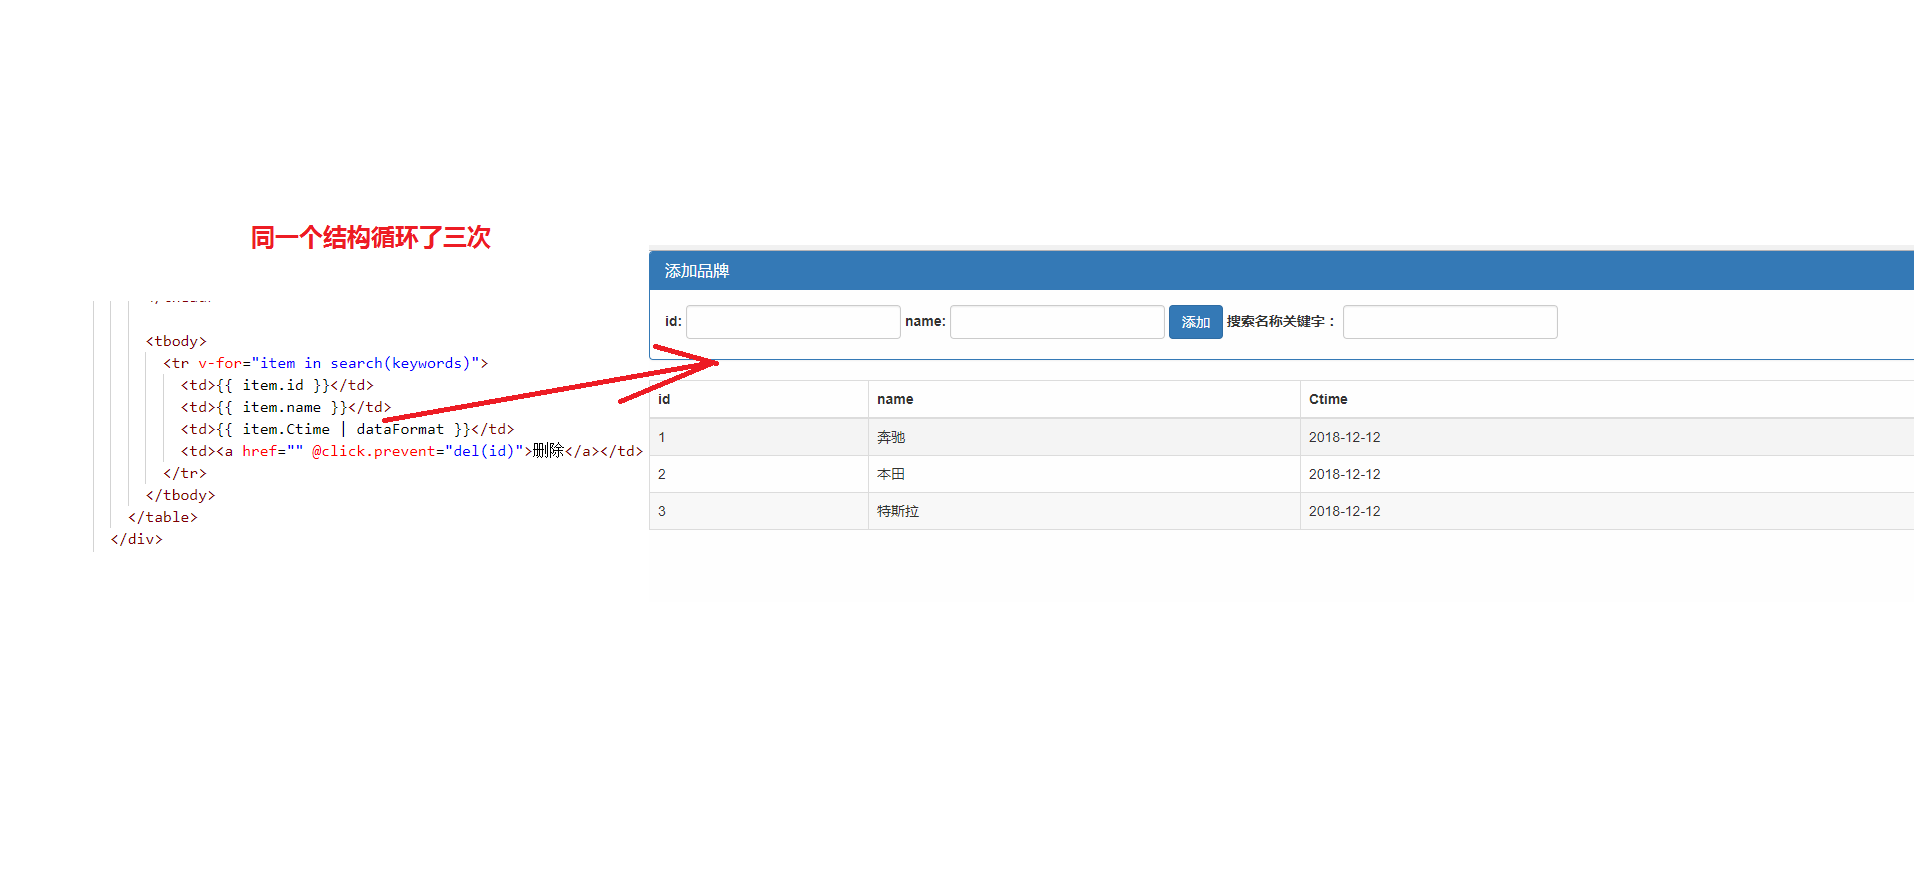 同一个结构循环了三次
<tbody>
<tr v-for="item in search(keywords)">
<td>{{ item.id }}</td>
<td>{{ item.name }}</td>
<td>{{ item.Ctime | dataFormat }}</td>
<td><a href="" @click.prevent="del(id)">删除</a></td>
</tr>
</tbody>
</table>
</div>
添加品牌
id: name: 添加 搜索名称关键字：
id name Ctime
1 奔驰 2018-12-12
2 本田 2018-12-12
3 特斯拉 2018-12-12